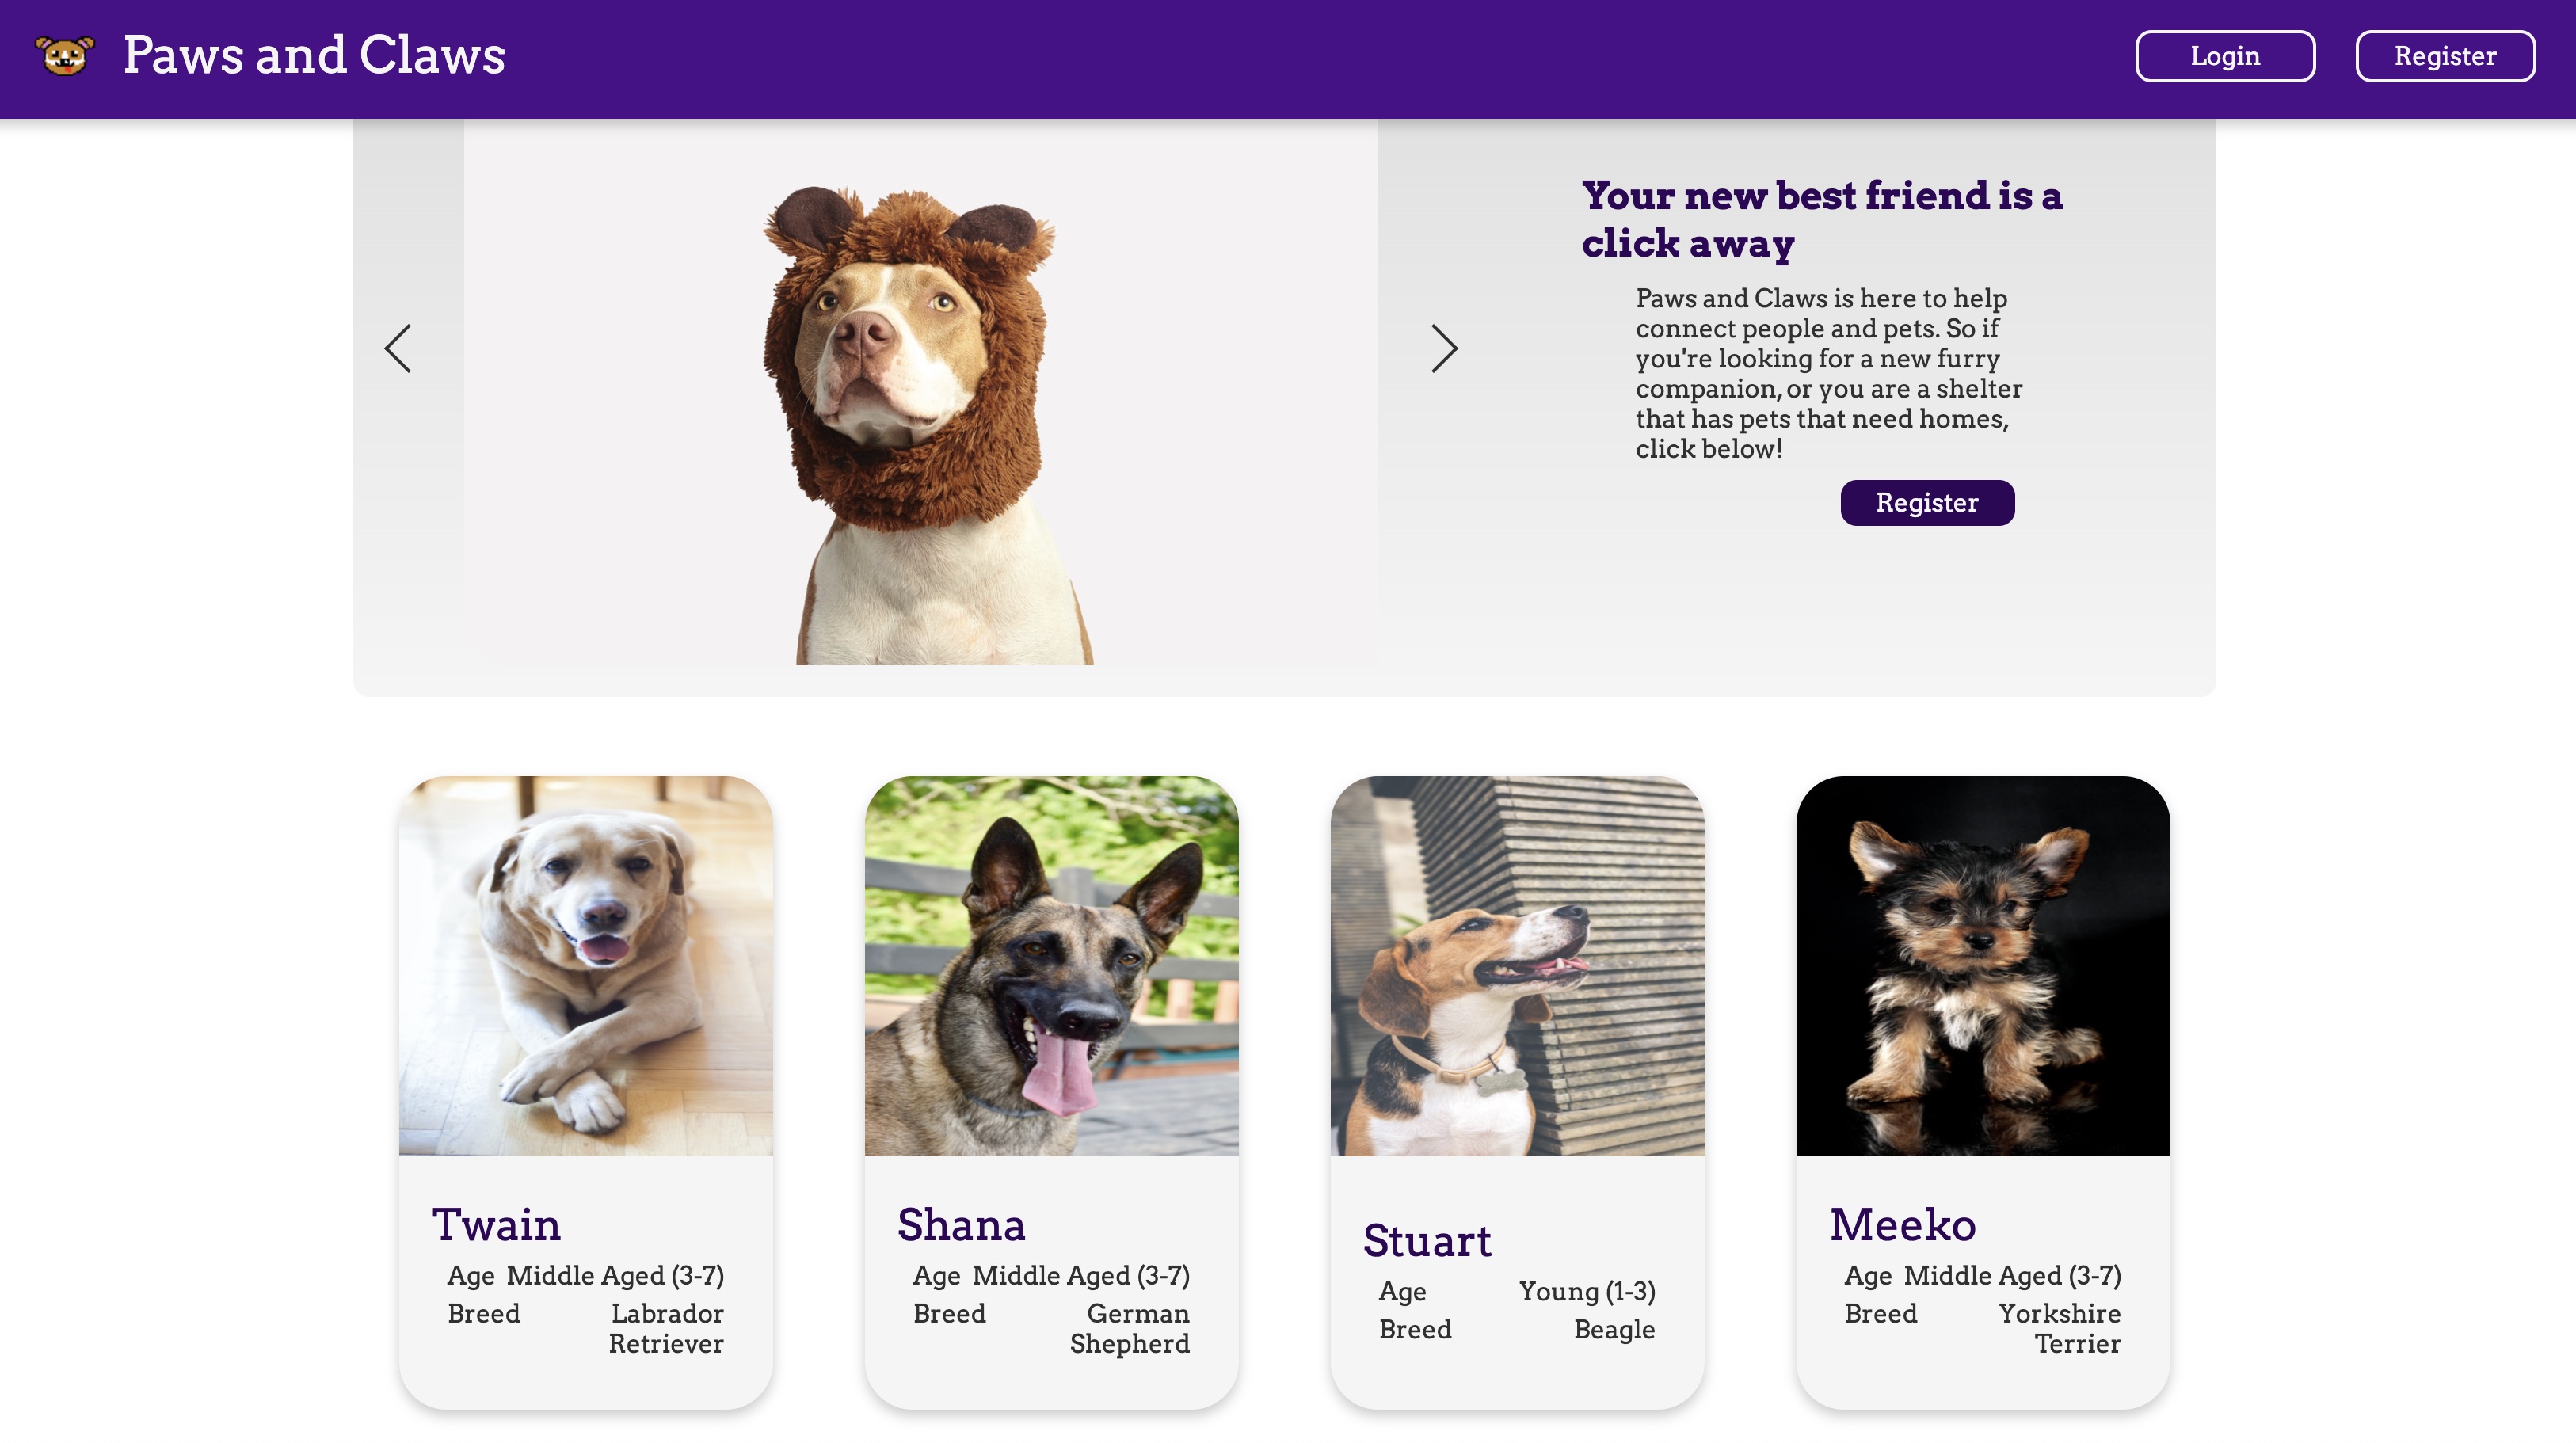 Paws and Claws
Login
Register
Your new best friend is a
click away
Paws and Claws is here to help
connect people and pets. So if
you're looking for a new furry
companion, or you are a shelter
that has pets that need homes,
click below!
Register
Twain
Age Middle Aged (3-7)
Breed Labrador
Retriever
Shana
Age Middle Aged (3-7)
Breed German
Shepherd
Stuart
Age Young (1-3)
Breed Beagle
Meeko
Age Middle Aged (3-7)
Breed Yorkshire
Terrier